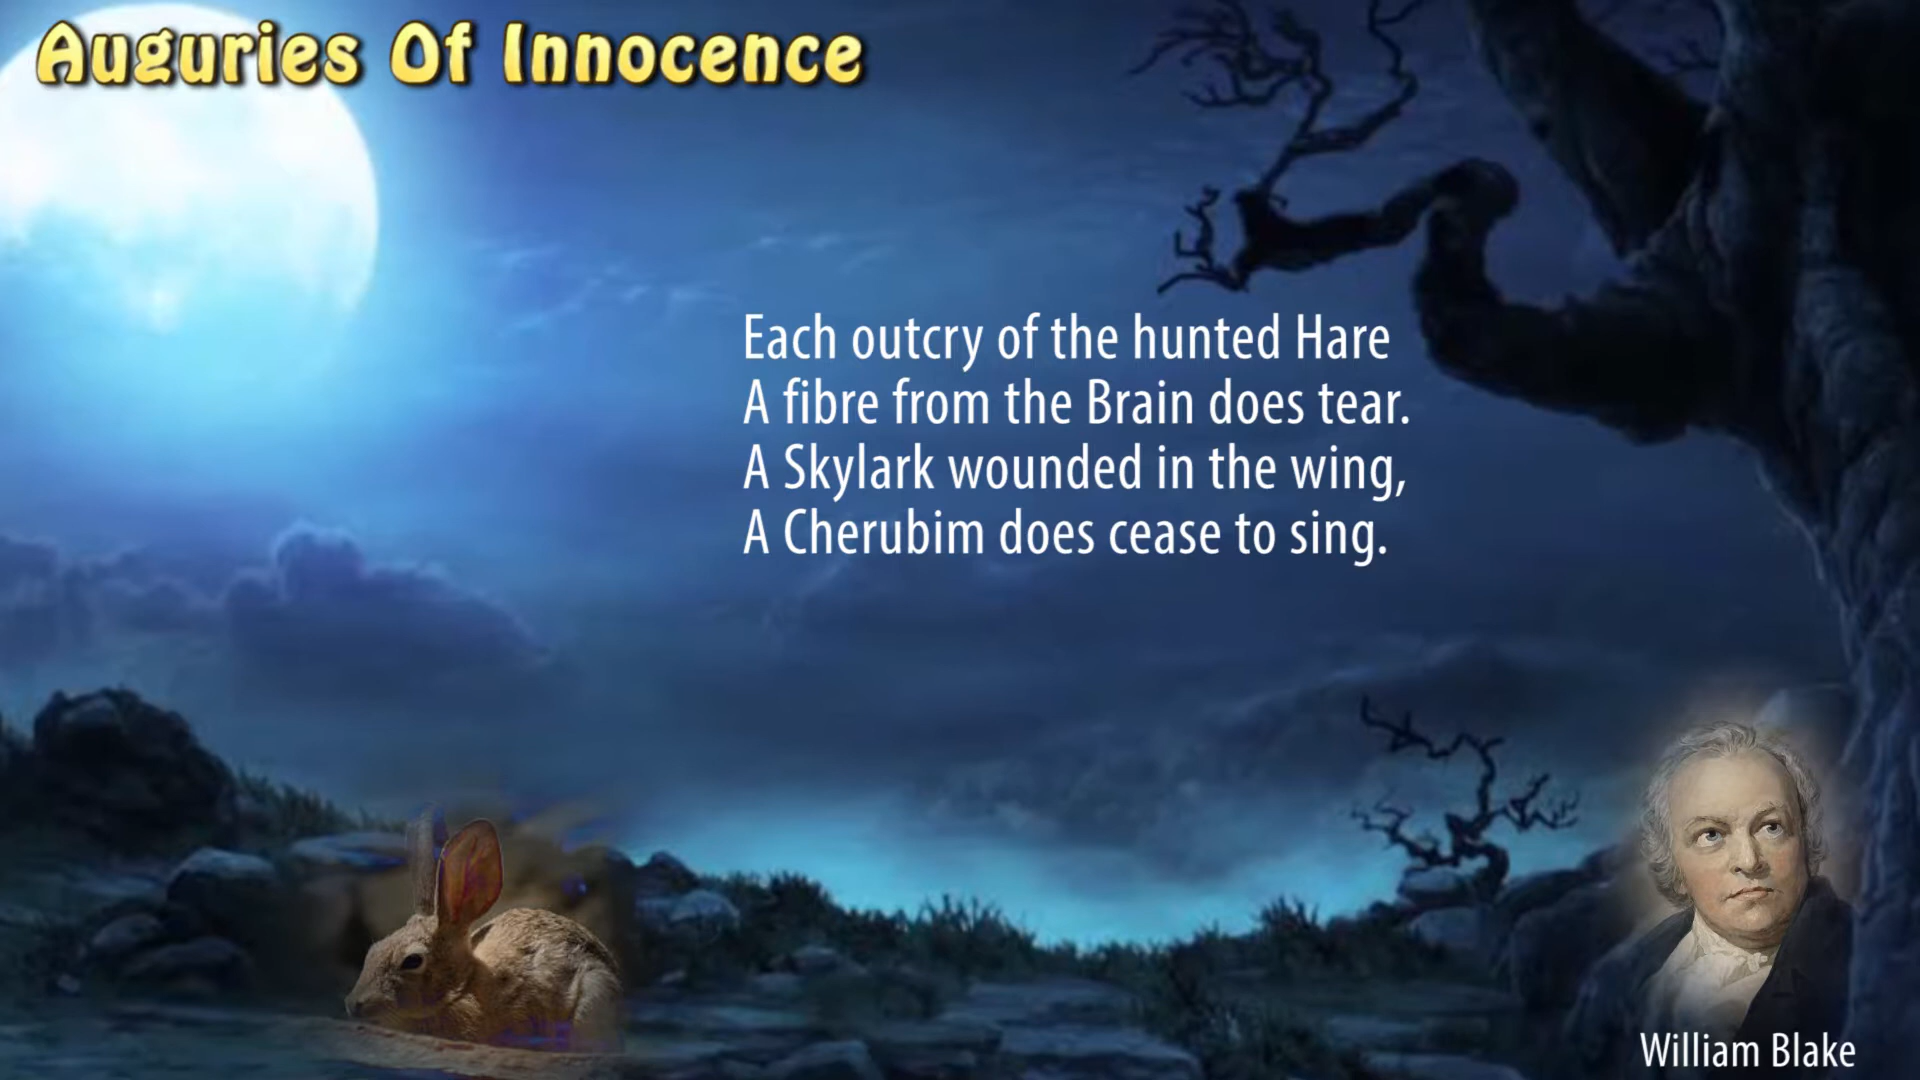 Auguries Of Innocence
Each outcry of the hunted Hare
A fibre from the Brain does tear.
A Skylark wounded in the wing,
A Cherubim does cease to sing.
William Blake